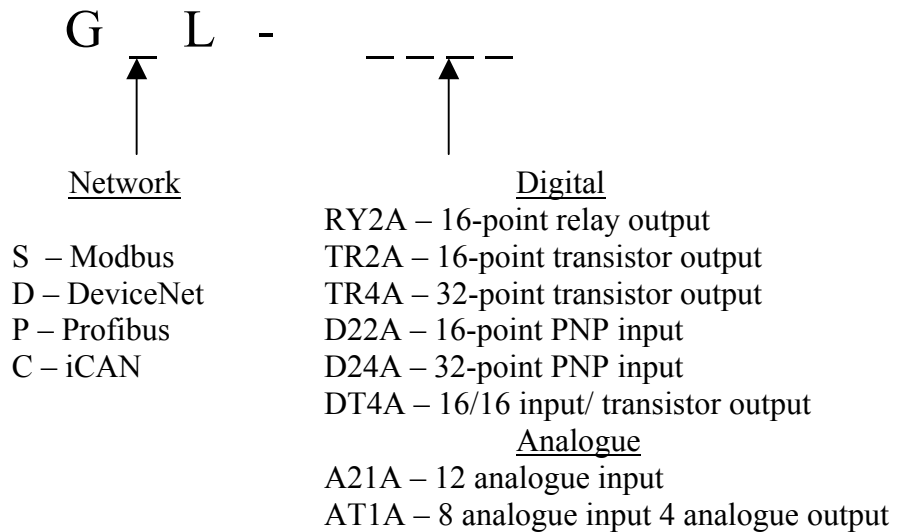 G _ L - _ _ _ _
Network
S – Modbus
D – DeviceNet
P – Profibus
C – iCAN
Digital
RY2A – 16-point relay output
TR2A – 16-point transistor output
TR4A – 32-point transistor output
D22A – 16-point PNP input
D24A – 32-point PNP input
DT4A – 16/16 input/ transistor output
Analogue
A21A – 12 analogue input
AT1A – 8 analogue input 4 analogue output